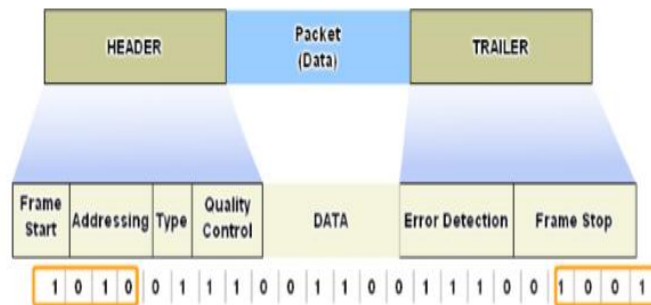 HEADER
Packet
(Data)
TRAILER
Frame
Start
Addressing
Type
Quality
Control
DATA
Error Detection
Frame Stop
1 0 1 0 0 1 1 1 0 0 1 1 0 0 1 1 1 0 0 1 0 0 1